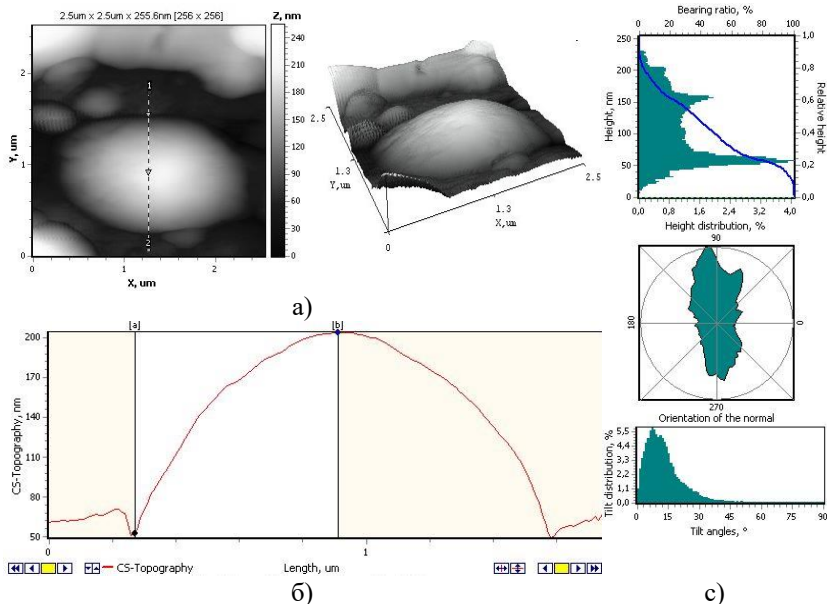 2.5um x 2.5um x 255.6nm [256 x 256]
Z, nm
240
210
180
150
120
90
60
30
0
Y, um
2
1
0
1
2
0
1
2
X, um
2.5
1.3
Y,um
0
1.3
X,um
2.5
а)
Bearing ratio, %
0 20 40 60 80 100
Height, nm
250
200
150
100
50
0
1,0
0,8
0,6
0,4
0,2
0,0
Relative height
0,0 0,8 1,6 2,4 3,2 4,0
Height distribution, %
90
180
0
270
Orientation of the normal
Tilt distribution, %
5,5
4,4
3,3
2,2
1,1
0,0
0 15 30 45 60 75 90
Tilt angles, °
с)
[a]
[b]
CS-Topography, nm
200
170
140
110
80
50
0
1
CS-Topography
Length, um
б)